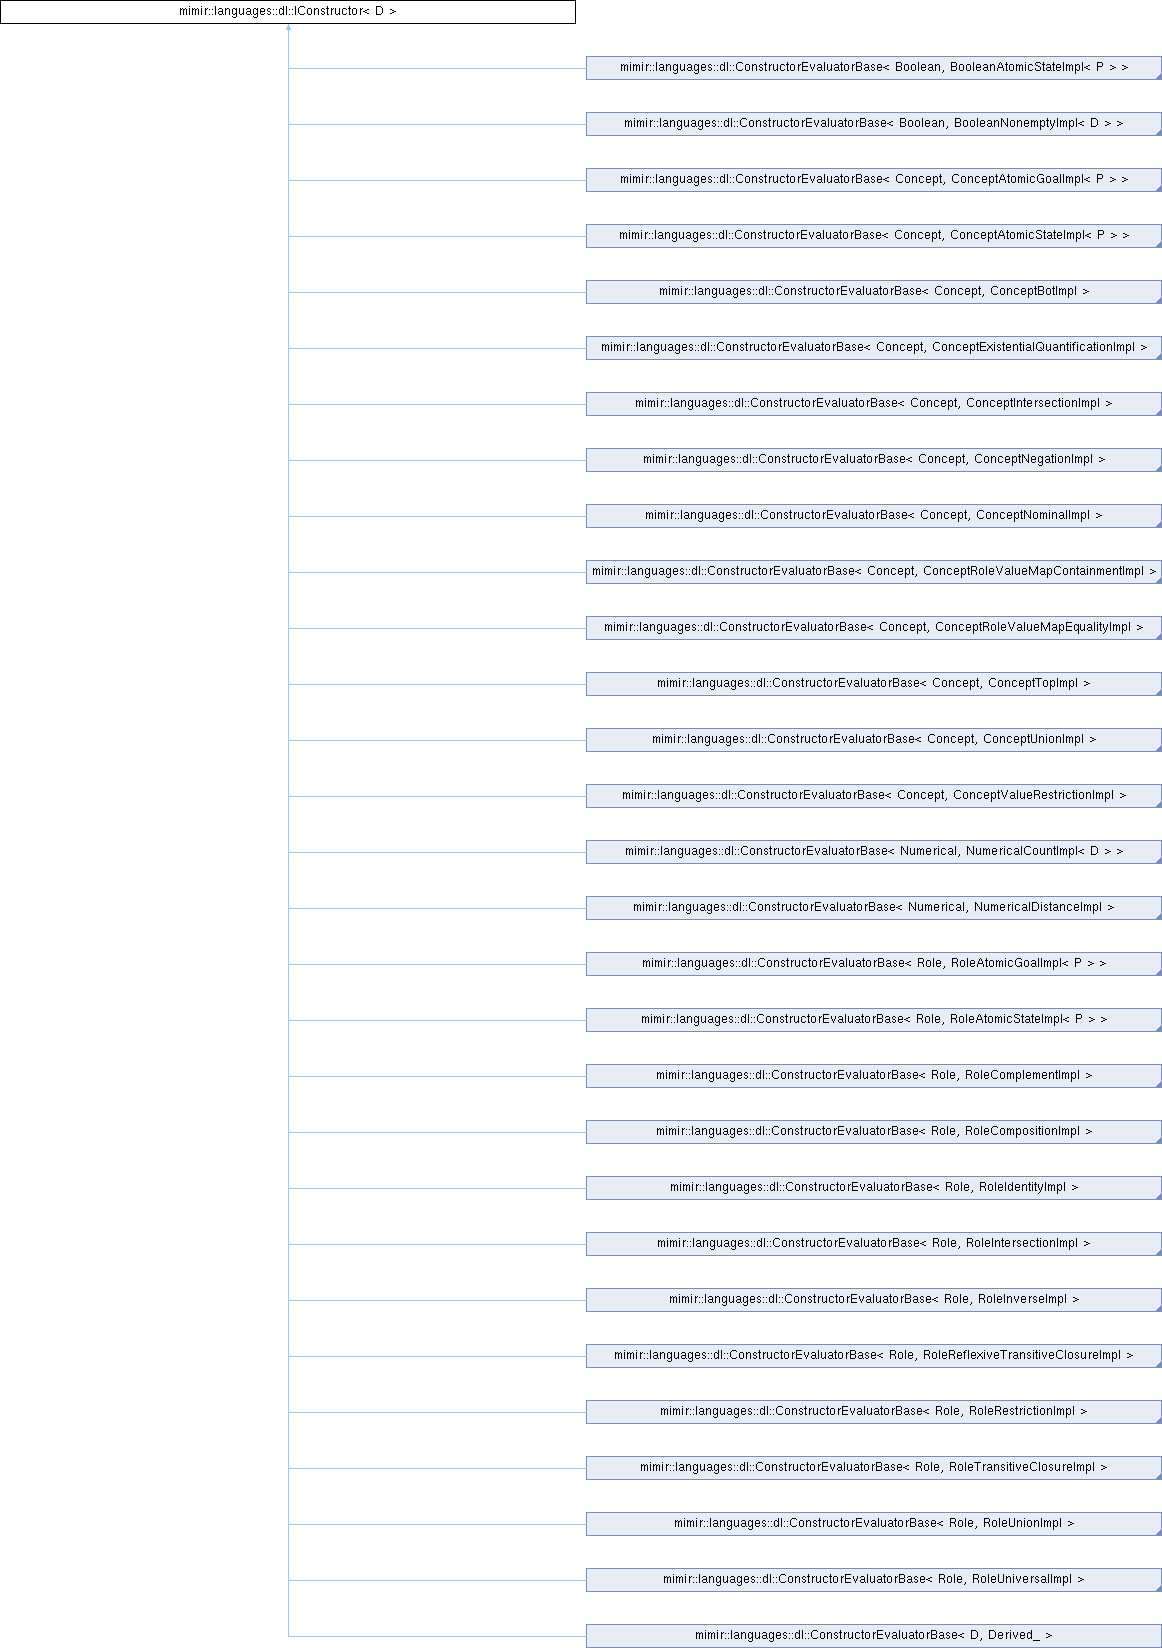 mimir::languages::dl::IConstructor< D >
mimir::languages::dl::ConstructorEvaluatorBase< Boolean, BooleanAtomicStateImpl< P > >
mimir::languages::dl::ConstructorEvaluatorBase< Boolean, BooleanNonemptyImpl< D > >
mimir::languages::dl::ConstructorEvaluatorBase< Concept, ConceptAtomicGoalImpl< P > >
mimir::languages::dl::ConstructorEvaluatorBase< Concept, ConceptAtomicStateImpl< P > >
mimir::languages::dl::ConstructorEvaluatorBase< Concept, ConceptBotImpl >
mimir::languages::dl::ConstructorEvaluatorBase< Concept, ConceptExistentialQuantificationImpl >
mimir::languages::dl::ConstructorEvaluatorBase< Concept, ConceptIntersectionImpl >
mimir::languages::dl::ConstructorEvaluatorBase< Concept, ConceptNegationImpl >
mimir::languages::dl::ConstructorEvaluatorBase< Concept, ConceptNominalImpl >
mimir::languages::dl::ConstructorEvaluatorBase< Concept, ConceptRoleValueMapContainmentImpl >
mimir::languages::dl::ConstructorEvaluatorBase< Concept, ConceptRoleValueMapEqualityImpl >
mimir::languages::dl::ConstructorEvaluatorBase< Concept, ConceptTopImpl >
mimir::languages::dl::ConstructorEvaluatorBase< Concept, ConceptUnionImpl >
mimir::languages::dl::ConstructorEvaluatorBase< Concept, ConceptValueRestrictionImpl >
mimir::languages::dl::ConstructorEvaluatorBase< Numerical, NumericalCountImpl< D > >
mimir::languages::dl::ConstructorEvaluatorBase< Numerical, NumericalDistanceImpl >
mimir::languages::dl::ConstructorEvaluatorBase< Role, RoleAtomicGoalImpl< P > >
mimir::languages::dl::ConstructorEvaluatorBase< Role, RoleAtomicStateImpl< P > >
mimir::languages::dl::ConstructorEvaluatorBase< Role, RoleComplementImpl >
mimir::languages::dl::ConstructorEvaluatorBase< Role, RoleCompositionImpl >
mimir::languages::dl::ConstructorEvaluatorBase< Role, RoleIdentityImpl >
mimir::languages::dl::ConstructorEvaluatorBase< Role, RoleIntersectionImpl >
mimir::languages::dl::ConstructorEvaluatorBase< Role, RoleInverseImpl >
mimir::languages::dl::ConstructorEvaluatorBase< Role, RoleReflexiveTransitiveClosureImpl >
mimir::languages::dl::ConstructorEvaluatorBase< Role, RoleRestrictionImpl >
mimir::languages::dl::ConstructorEvaluatorBase< Role, RoleTransitiveClosureImpl >
mimir::languages::dl::ConstructorEvaluatorBase< Role, RoleUnionImpl >
mimir::languages::dl::ConstructorEvaluatorBase< Role, RoleUniversalImpl >
mimir::languages::dl::ConstructorEvaluatorBase< D, Derived_ >